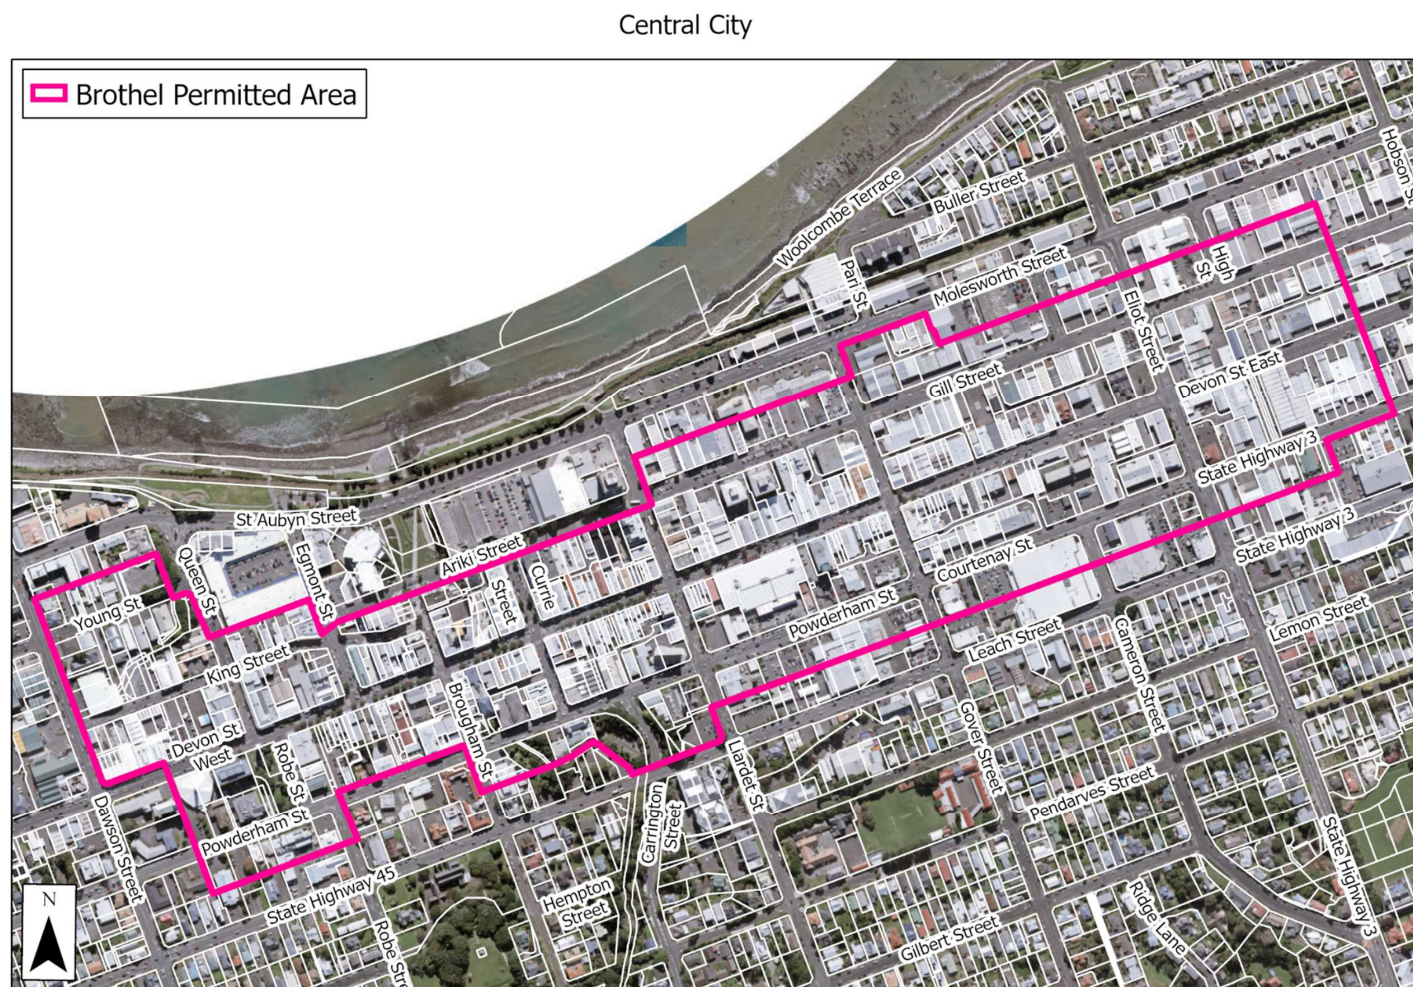 Central City
Brothel Permitted Area
Hobson St
Buller Street
Woolcombe Terrace
Pari St
Molesworth Street
High
St
Eliot Street
Gill Street
Devon St East
State Highway 3
State Highway 3
St Aubyn Street
Queen St
Egmont St
Ariki Street
Street
Currie
Courtenay St
Powderham St
Young St
King Street
Leach Street
Cameron Street
Lemon Street
Devon St
West
Brougham St
Robe St
Liardet St
Gover Street
Pendarves Street
Dawson Street
Powderham St
Carrington
Street
State Highway 45
Hempton
Street
Robe Stre
Gilbert Street
Ridge Lane
State Highway 3
N